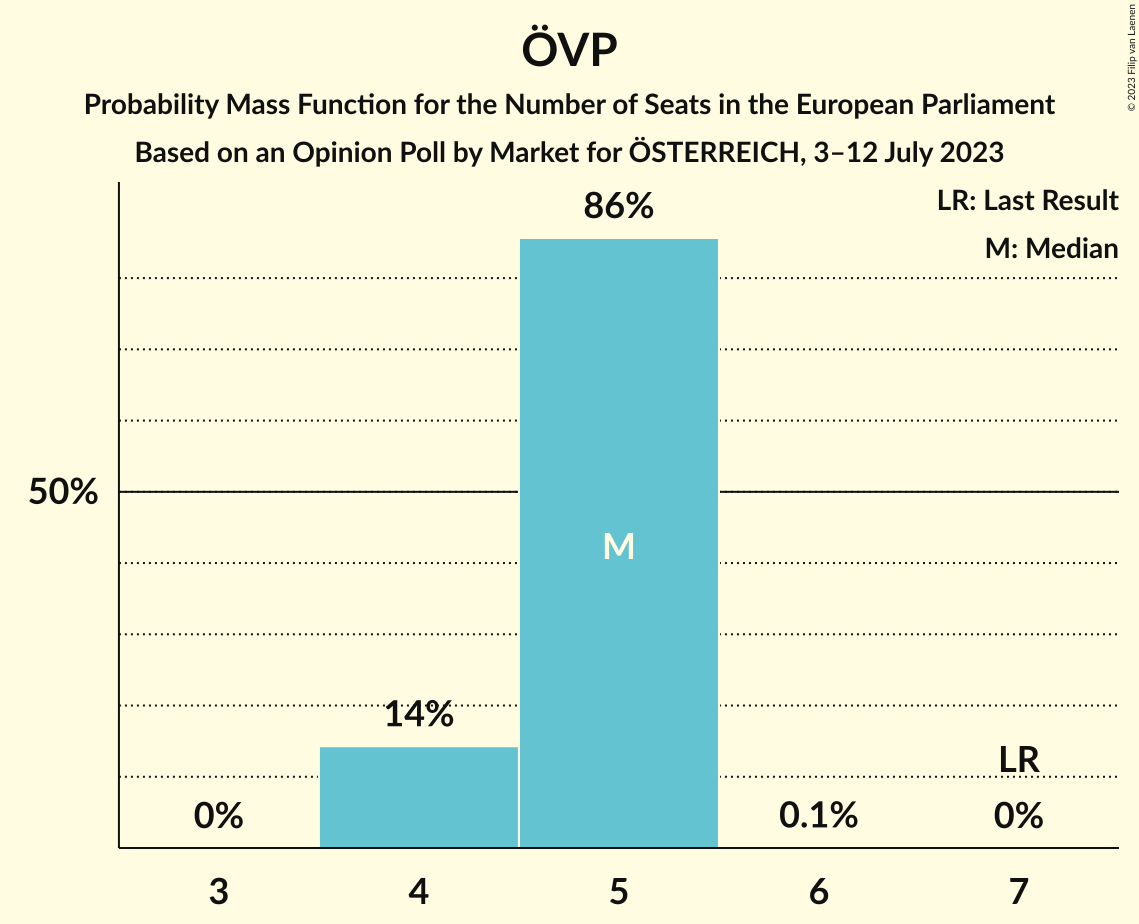 ÖVP
Probability Mass Function for the Number of Seats in the European Parliament
Based on an Opinion Poll by Market for ÖSTERREICH, 3–12 July 2023
© 2023 Filip van Laenen
LR: Last Result
M: Median
86%
50%
M
14%
LR
0%
0.1%
0%
3
4
5
6
7